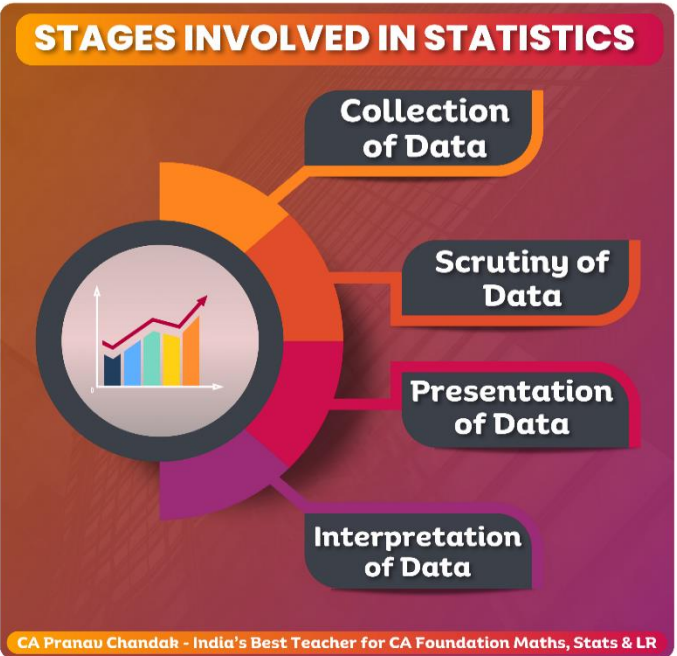 STAGES INVOLVED IN STATISTICS
Collection
of Data
Scrutiny of
Data
Presentation
of Data
Interpretation
of Data
CA Pranav Chandak - India's Best Teacher for CA Foundation Maths, Stats & LR